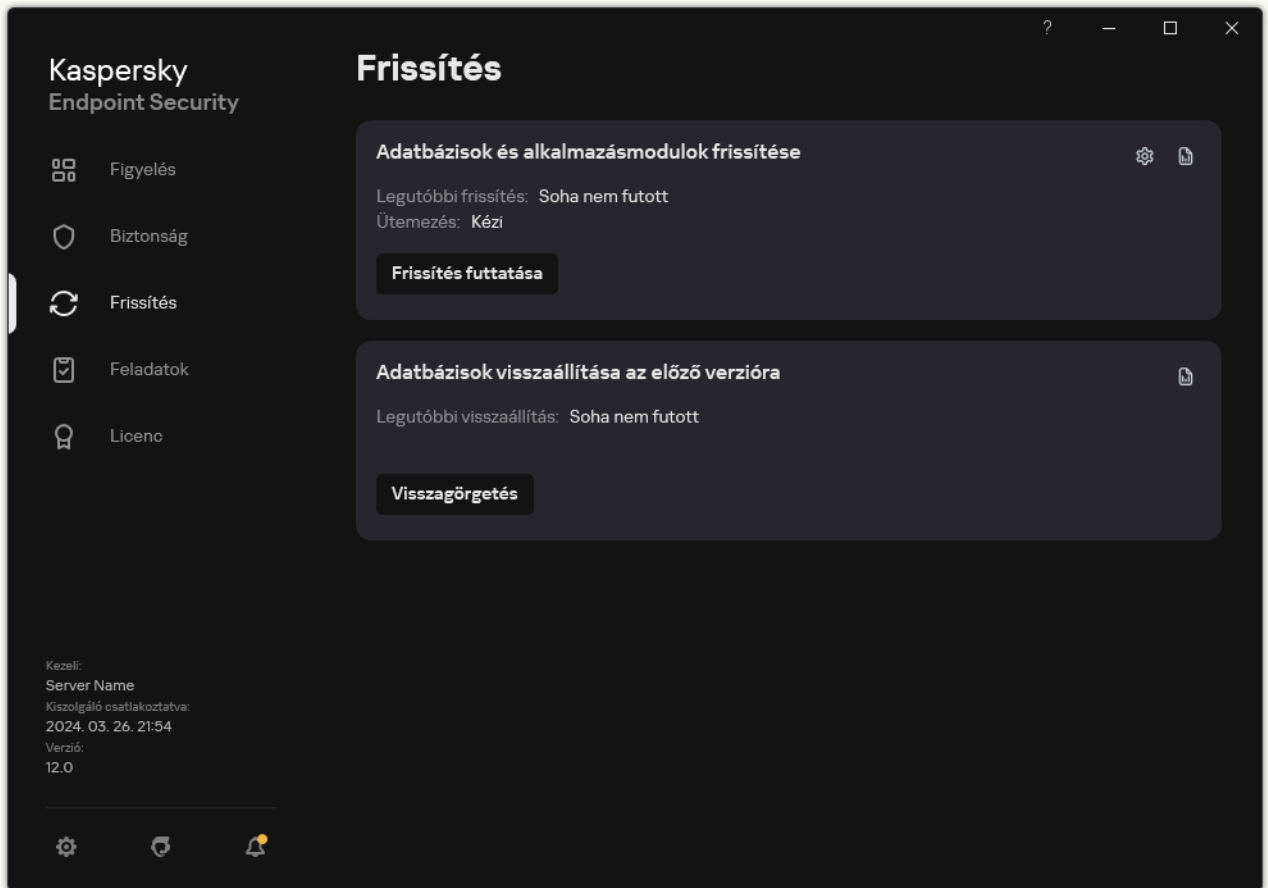 ?
Kaspersky
Endpoint Security
Figyelés
Biztonság
Frissítés
Feladatok
Licenc
Kezeli:
Server Name
Kiszolgáló csatlakoztatva:
2024. 03. 26. 21:54
Verzió:
12.0
Frissítés
Adatbázisok és alkalmazásmodulok frissítése
Legutóbbi frissítés: Soha nem futott
Ütemezés: Kézi
Frissítés futtatása
Adatbázisok visszaállítása az előző verzióra
Legutóbbi visszaállítás: Soha nem futott
Visszagörgetés